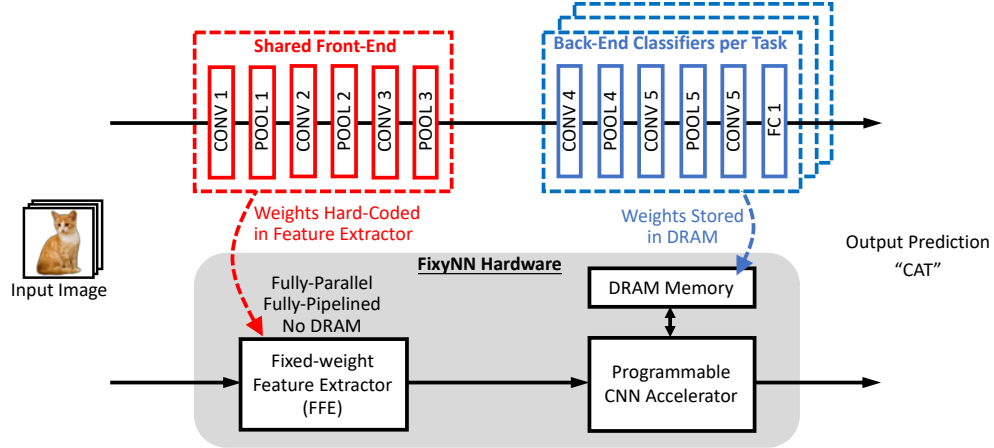 Shared Front-End
CONV 1
POOL 1
CONV 2
POOL 2
CONV 3
POOL 3
Back-End Classifiers per Task
CONV 4
POOL 4
CONV 5
POOL 5
CONV 5
FC 1
Weights Hard-Coded
in Feature Extractor
Weights Stored
in DRAM
Input Image
Output Prediction
“CAT”
FixyNN Hardware
Fully-Parallel
Fully-Pipelined
No DRAM
DRAM Memory
Fixed-weight
Feature Extractor
(FFE)
Programmable
CNN Accelerator